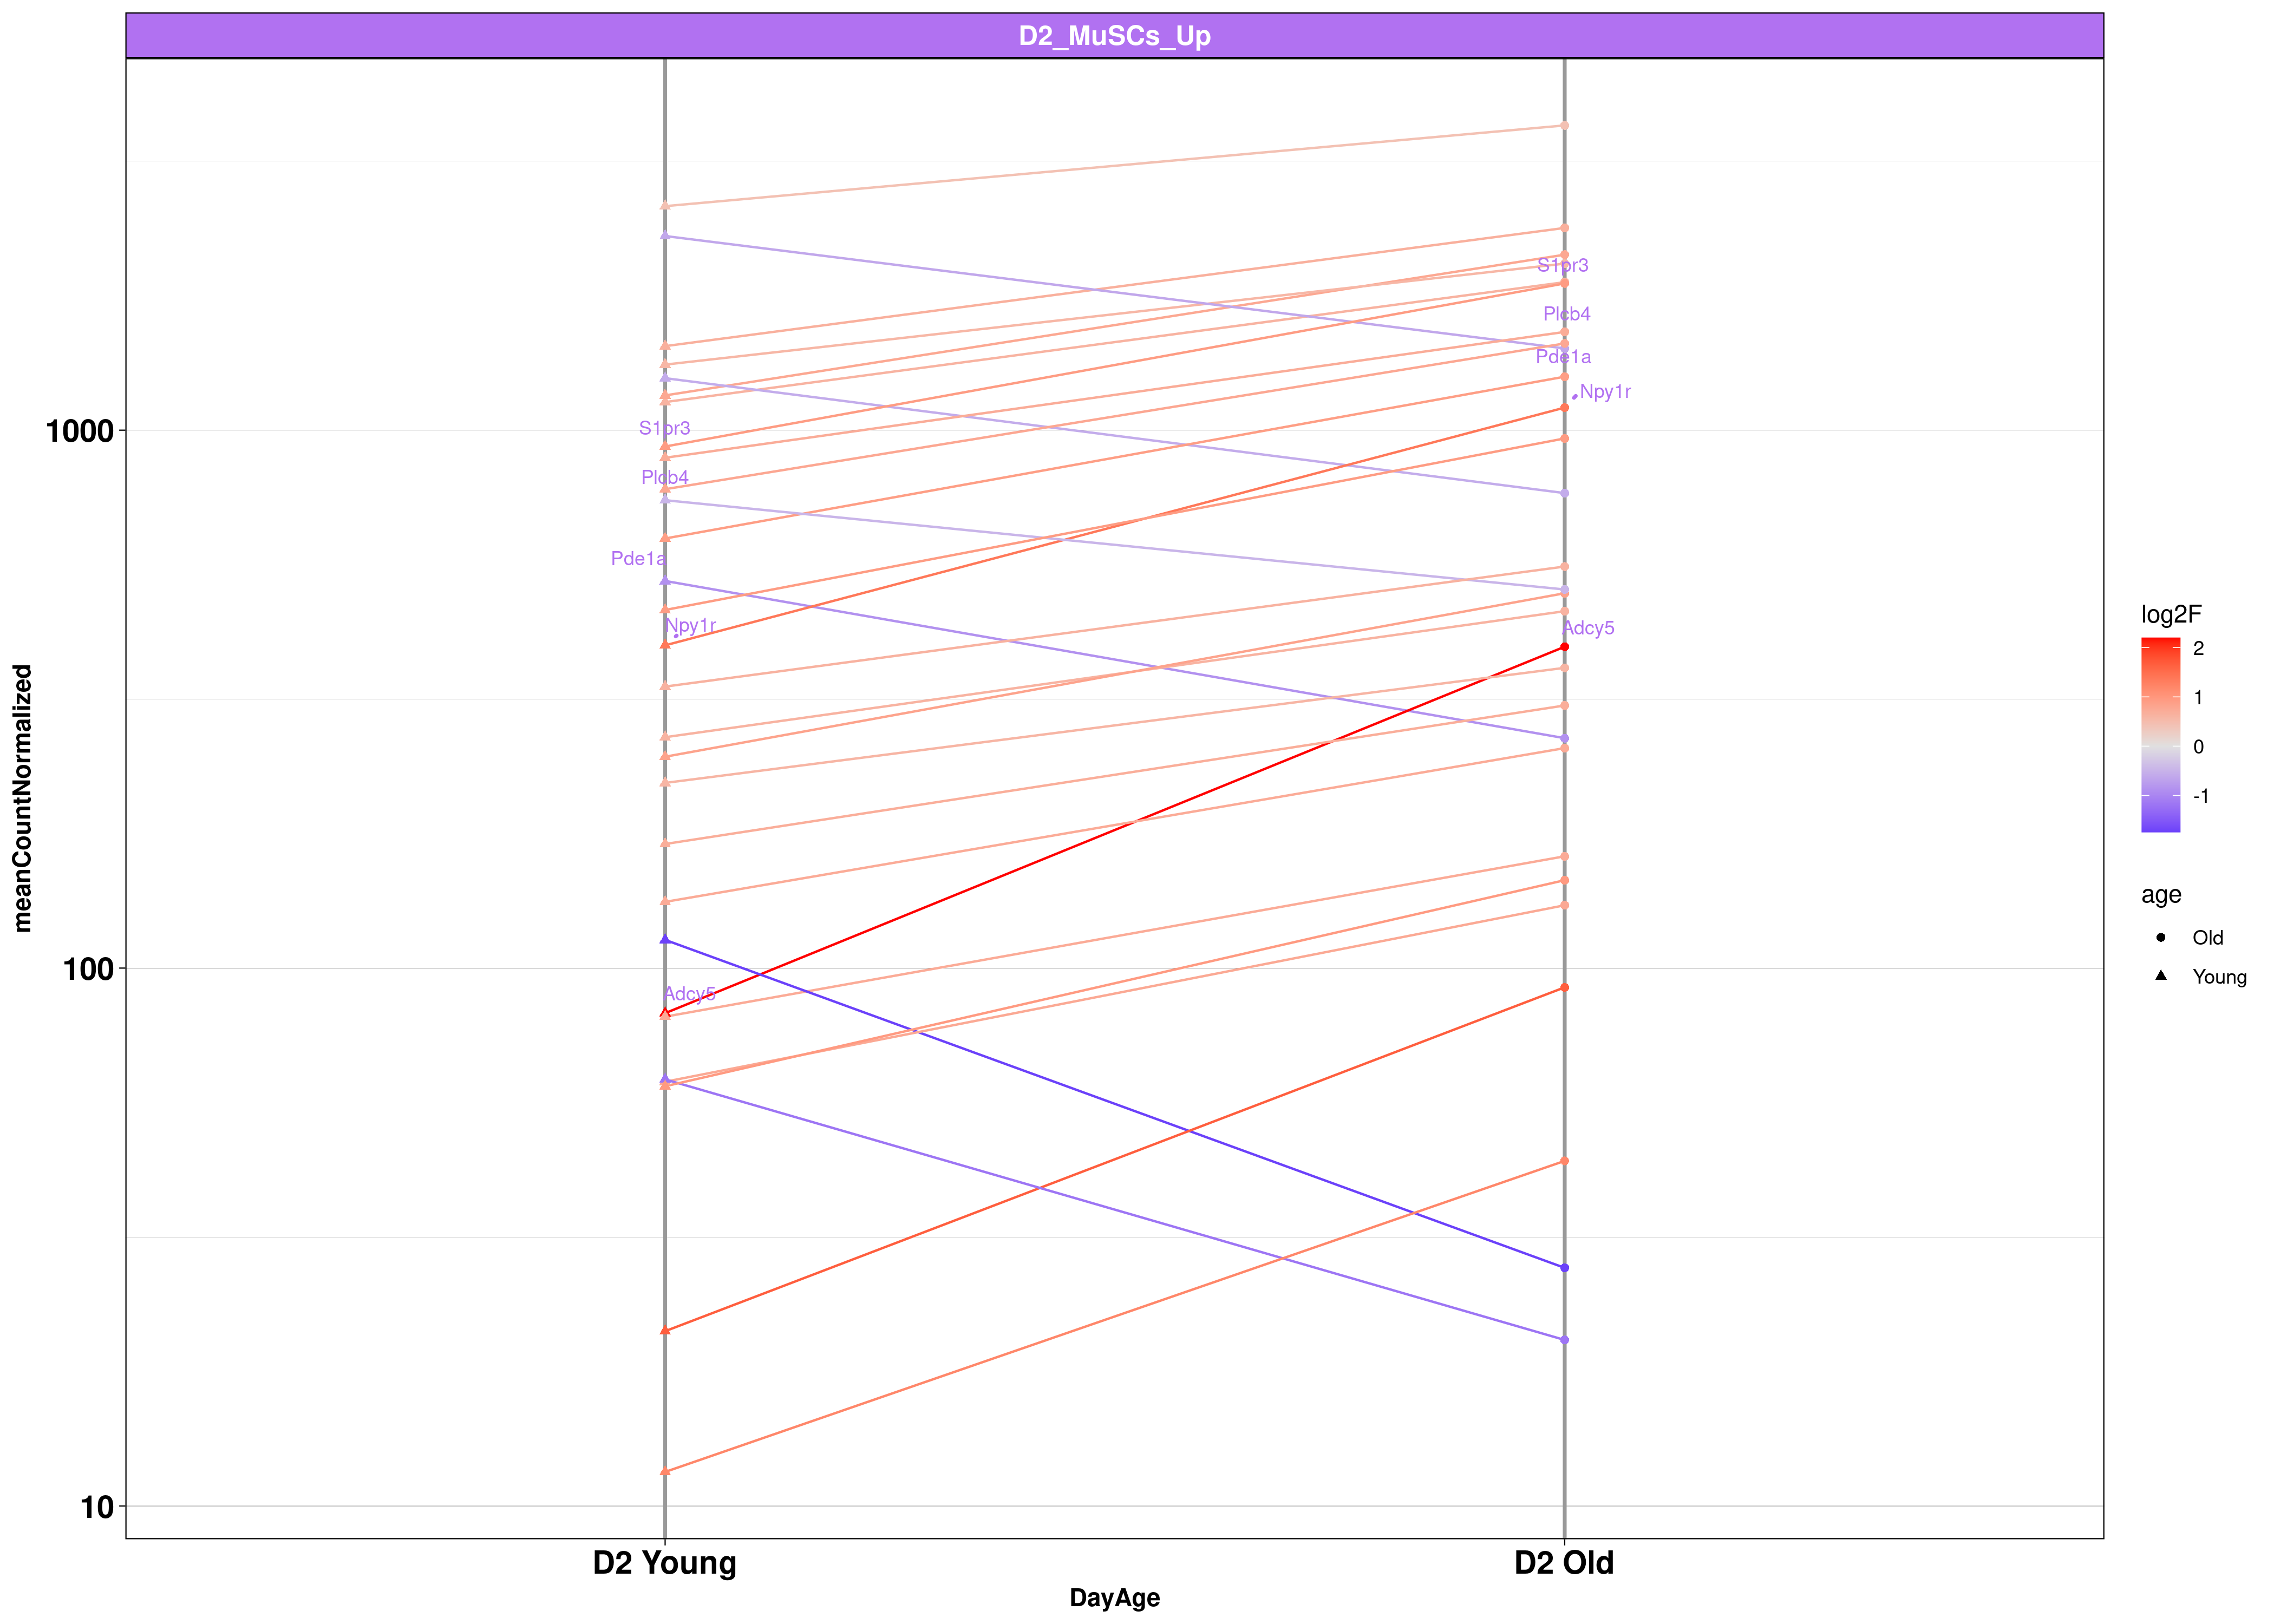 D2_MuSCs_Up
meanCountNormalized
1000
100
10
S1pr3
Plcb4
Pde1a
Npy1r
Adcy5
S1pr3
Plcb4
Pde1a
Npy1r
Adcy5
D2 Young
D2 Old
DayAge
log2F
2
1
0
-1
age
Old
Young